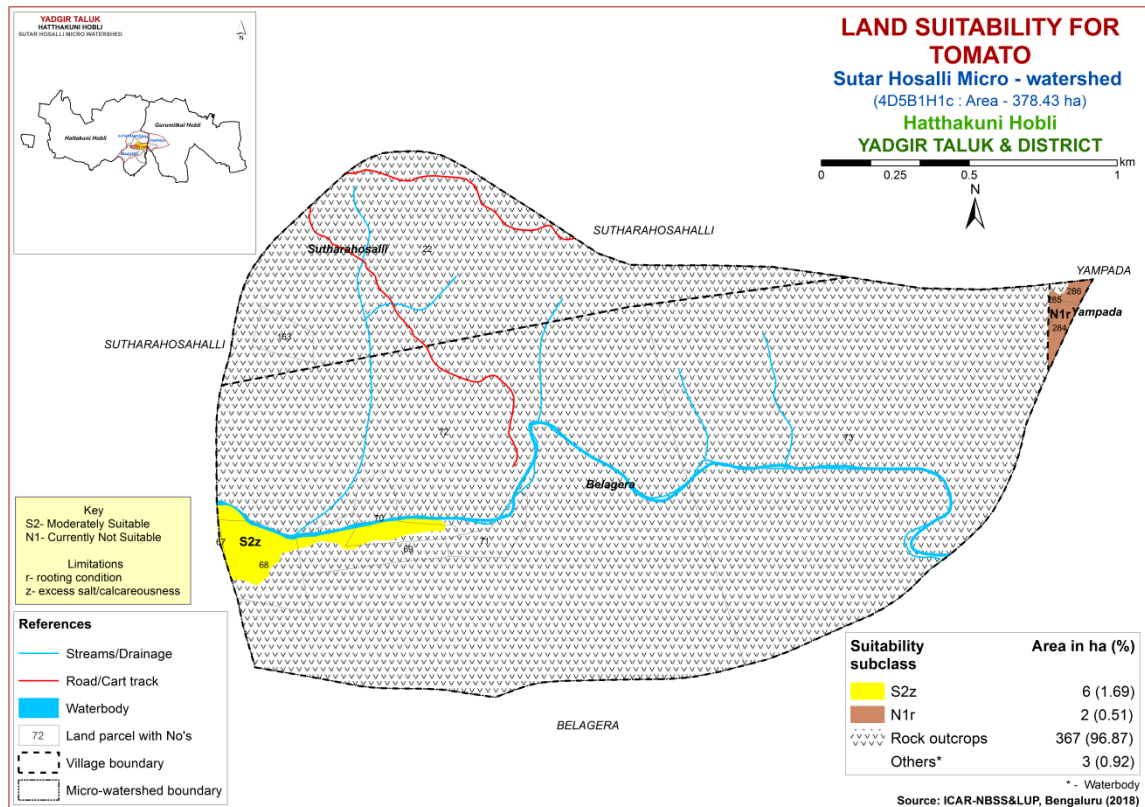 YADGIR TALUK
HATTHAKUNI HOBLI
SUTAR HOSALLI MICRO WATERSHED
N
Hattakuni Hobli
Gurumitkal Hobli
LAND SUITABILITY FOR
TOMATO
Sutar Hosalli Micro - watershed
(4D5B1H1c : Area - 378.43 ha)
Hatthakuni Hobli
YADGIR TALUK & DISTRICT
km
0 0.25 0.5 1
N
SUTHARAHOSAHALLI
Sutharahosalli
22
YAMPADA
286
285
N1r
Yampada
284
163
SUTHARAHOSAHALLI
72
73
Belagera
70
67
S2z
71
69
68
BELAGERA
Key
S2- Moderately Suitable
N1- Currently Not Suitable
Limitations
r- rooting condition
z- excess salt/calcareousness
References
Streams/Drainage
Road/Cart track
Waterbody
72 Land parcel with No's
Village boundary
Micro-watershed boundary
Suitability Area in ha (%)
subclass
S2z 6 (1.69)
N1r 2 (0.51)
Rock outcrops 367 (96.87)
Others* 3 (0.92)
* - Waterbody
Source: ICAR-NBSS&LUP, Bengaluru (2018)